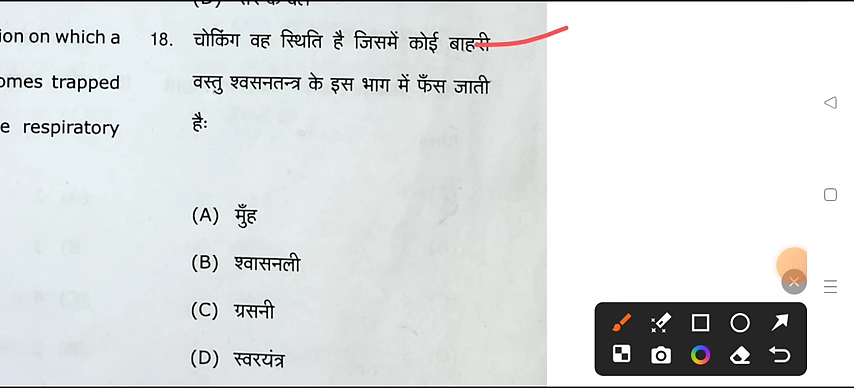 ion on which a
omes trapped
e respiratory
18. चोकिंग वह स्थिति है जिसमें कोई बाहरी
वस्तु श्वसनतन्त्र के इस भाग में फँस जाती
हैः
(A) मुँह
(B) श्वासनली
(C) ग्रसनी
(D) स्वरयंत्र